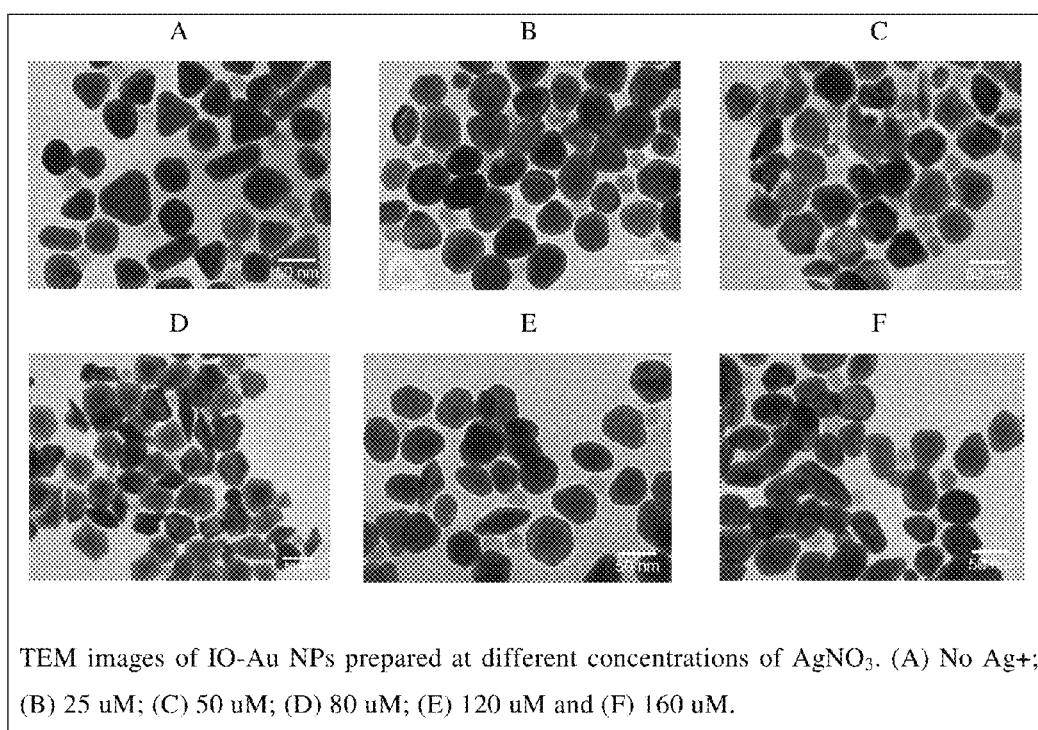 A
B
C
50 nm
D
E
F
50 nm
TEM images of IO-Au NPs prepared at different concentrations of AgNO₃. (A) No Ag+;
(B) 25 uM; (C) 50 uM; (D) 80 uM; (E) 120 uM and (F) 160 uM.